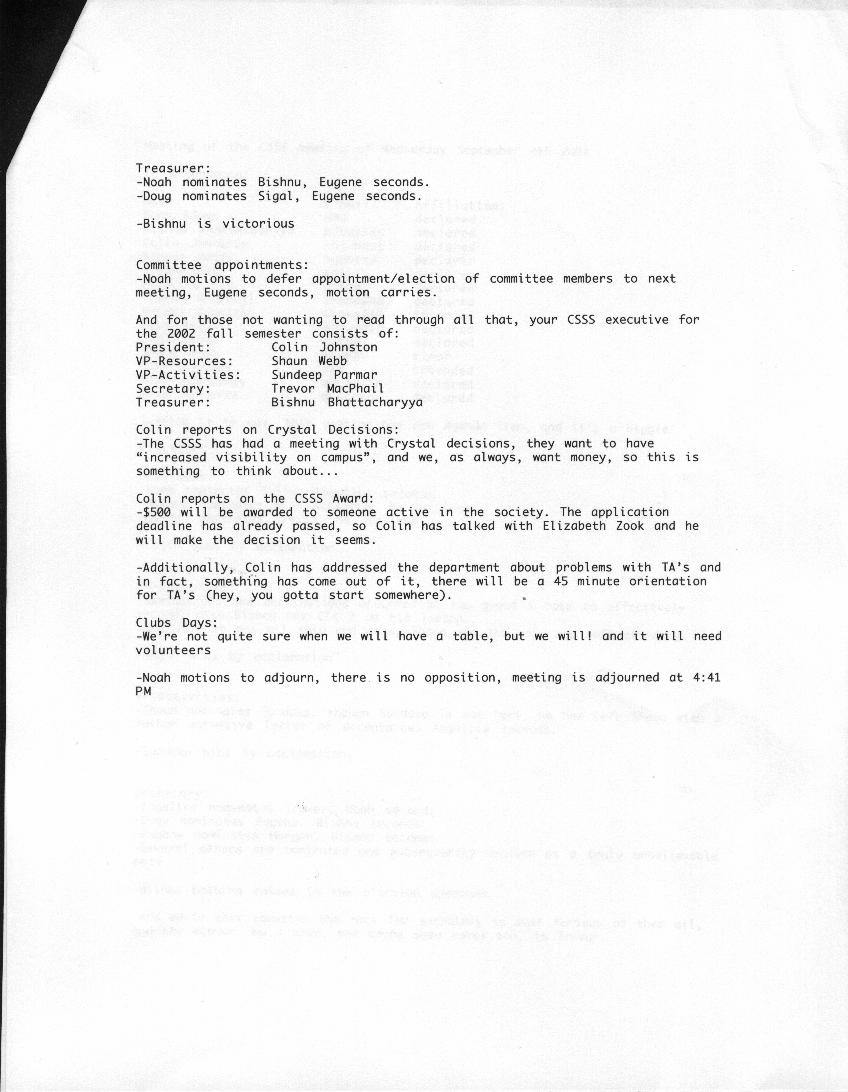 Treasurer:
-Noah nominates Bishnu, Eugene seconds.
-Doug nominates Sigal, Eugene seconds.
-Bishnu is victorious
Committee appointments:
-Noah motions to defer appointment/election of committee members to next
meeting, Eugene seconds, motion carries.
And for those not wanting to read through all that, your CSSS executive for
the 2002 fall semester consists of:
President: Colin Johnston
VP-Resources: Shaun Webb
VP-Activities: Sundeep Parmar
Secretary: Trevor MacPhail
Treasurer: Bishnu Bhattacharyya
Colin reports on Crystal Decisions:
-The CSSS has had a meeting with Crystal decisions, they want to have
“increased visibility on campus”, and we, as always, want money, so this is
something to think about...
Colin reports on the CSSS Award:
-$500 will be awarded to someone active in the society. The application
deadline has already passed, so Colin has talked with Elizabeth Zook and he
will make the decision it seems.
-Additionally, Colin has addressed the department about problems with TA’s and
in fact, something has come out of it, there will be a 45 minute orientation
for TA’s (hey, you gotta start somewhere).
Clubs Days:
-We’re not quite sure when we will have a table, but we will! and it will need
volunteers
-Noah motions to adjourn, there is no opposition, meeting is adjourned at 4:41
PM